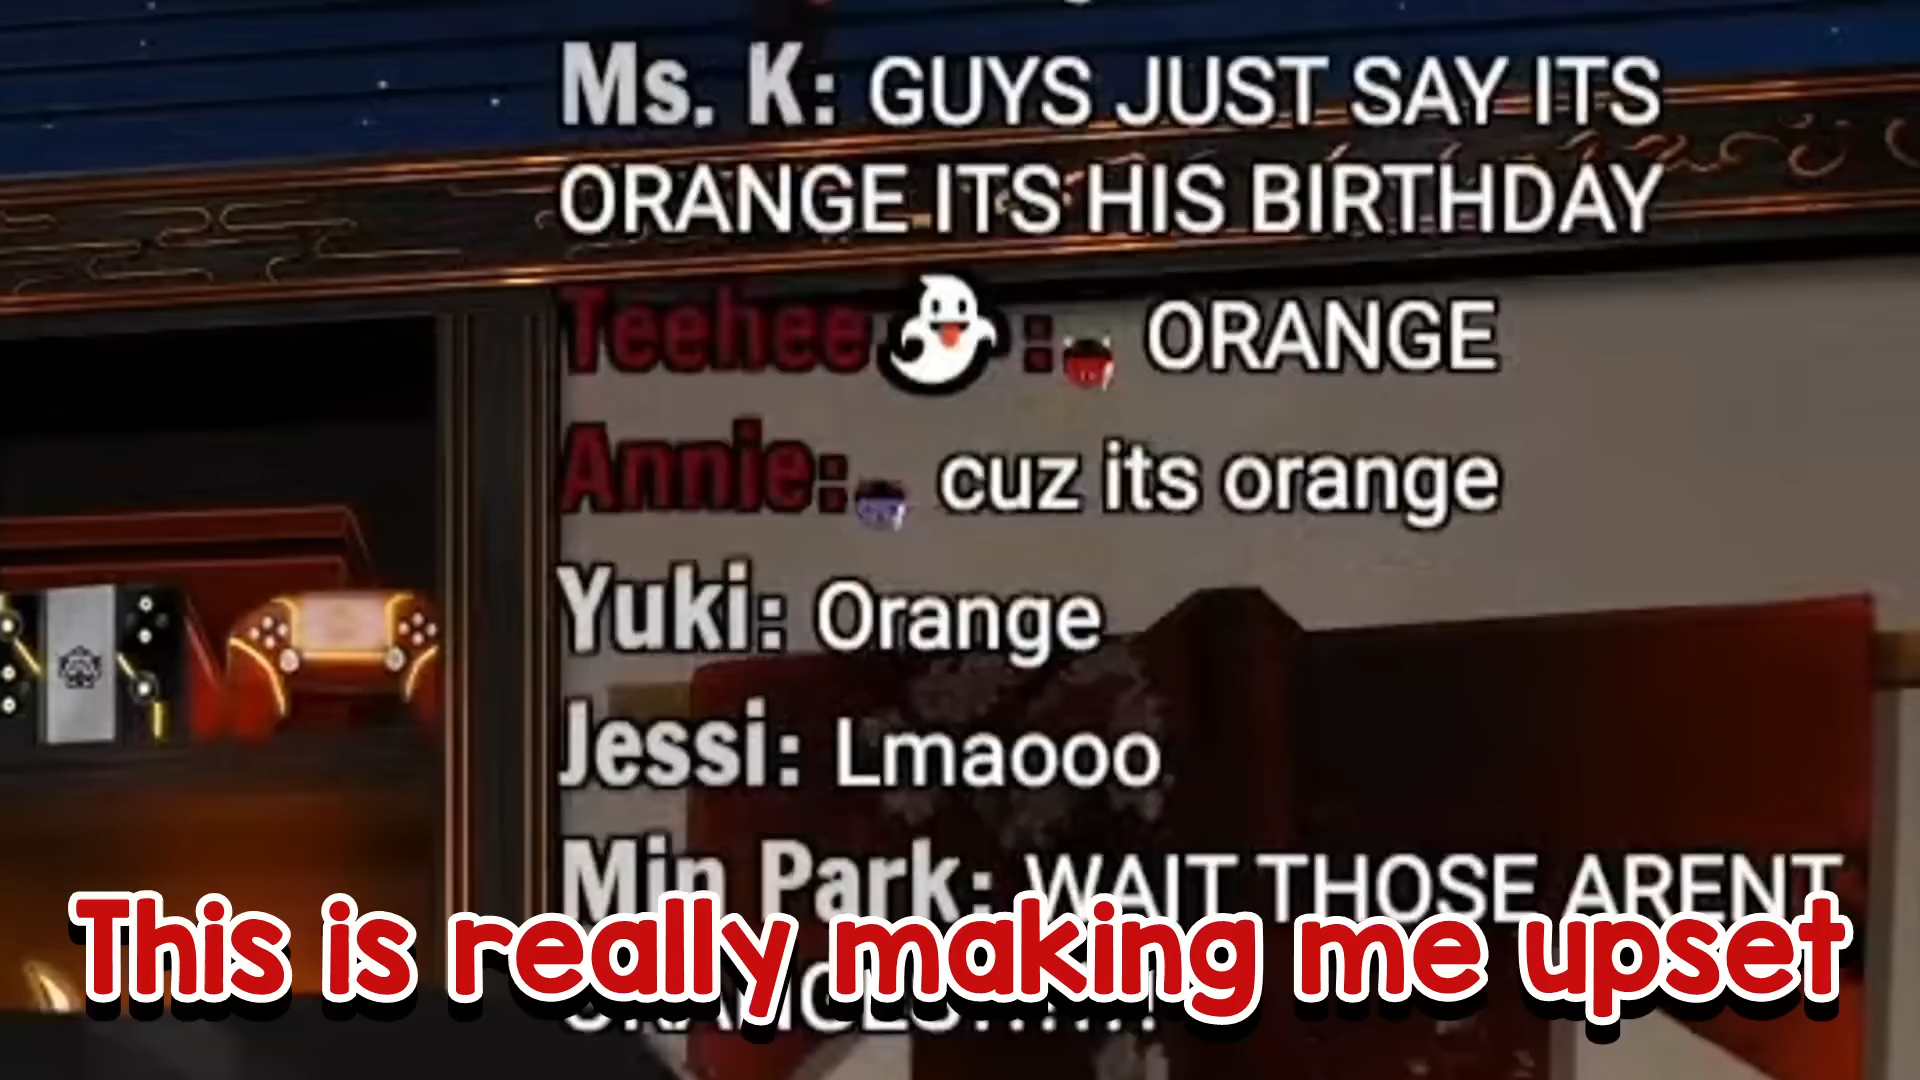 Ms. K: GUYS JUST SAY ITS
ORANGE ITS HIS BIRTHDAY
Teehee👻: ORANGE
Annie: cuz its orange
Yuki: Orange
Jessi: Lmaooo
Min Park: WAIT THOSE ARENT
This is really making me upset